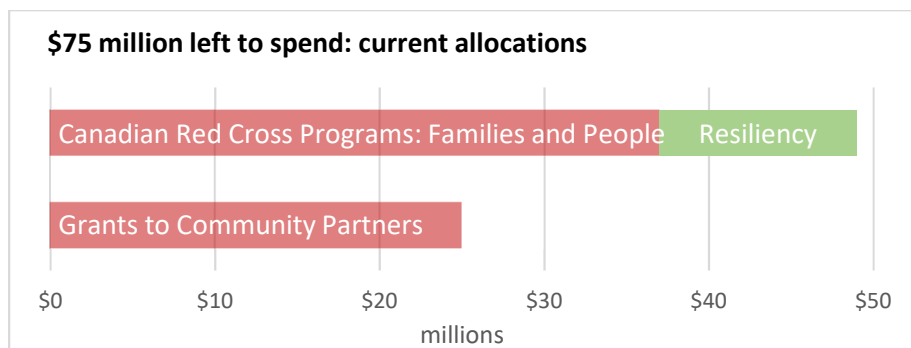 $75 million left to spend: current allocations
Canadian Red Cross Programs: Families and People Resiliency
Grants to Community Partners
$0 $10 $20 $30 $40 $50
millions